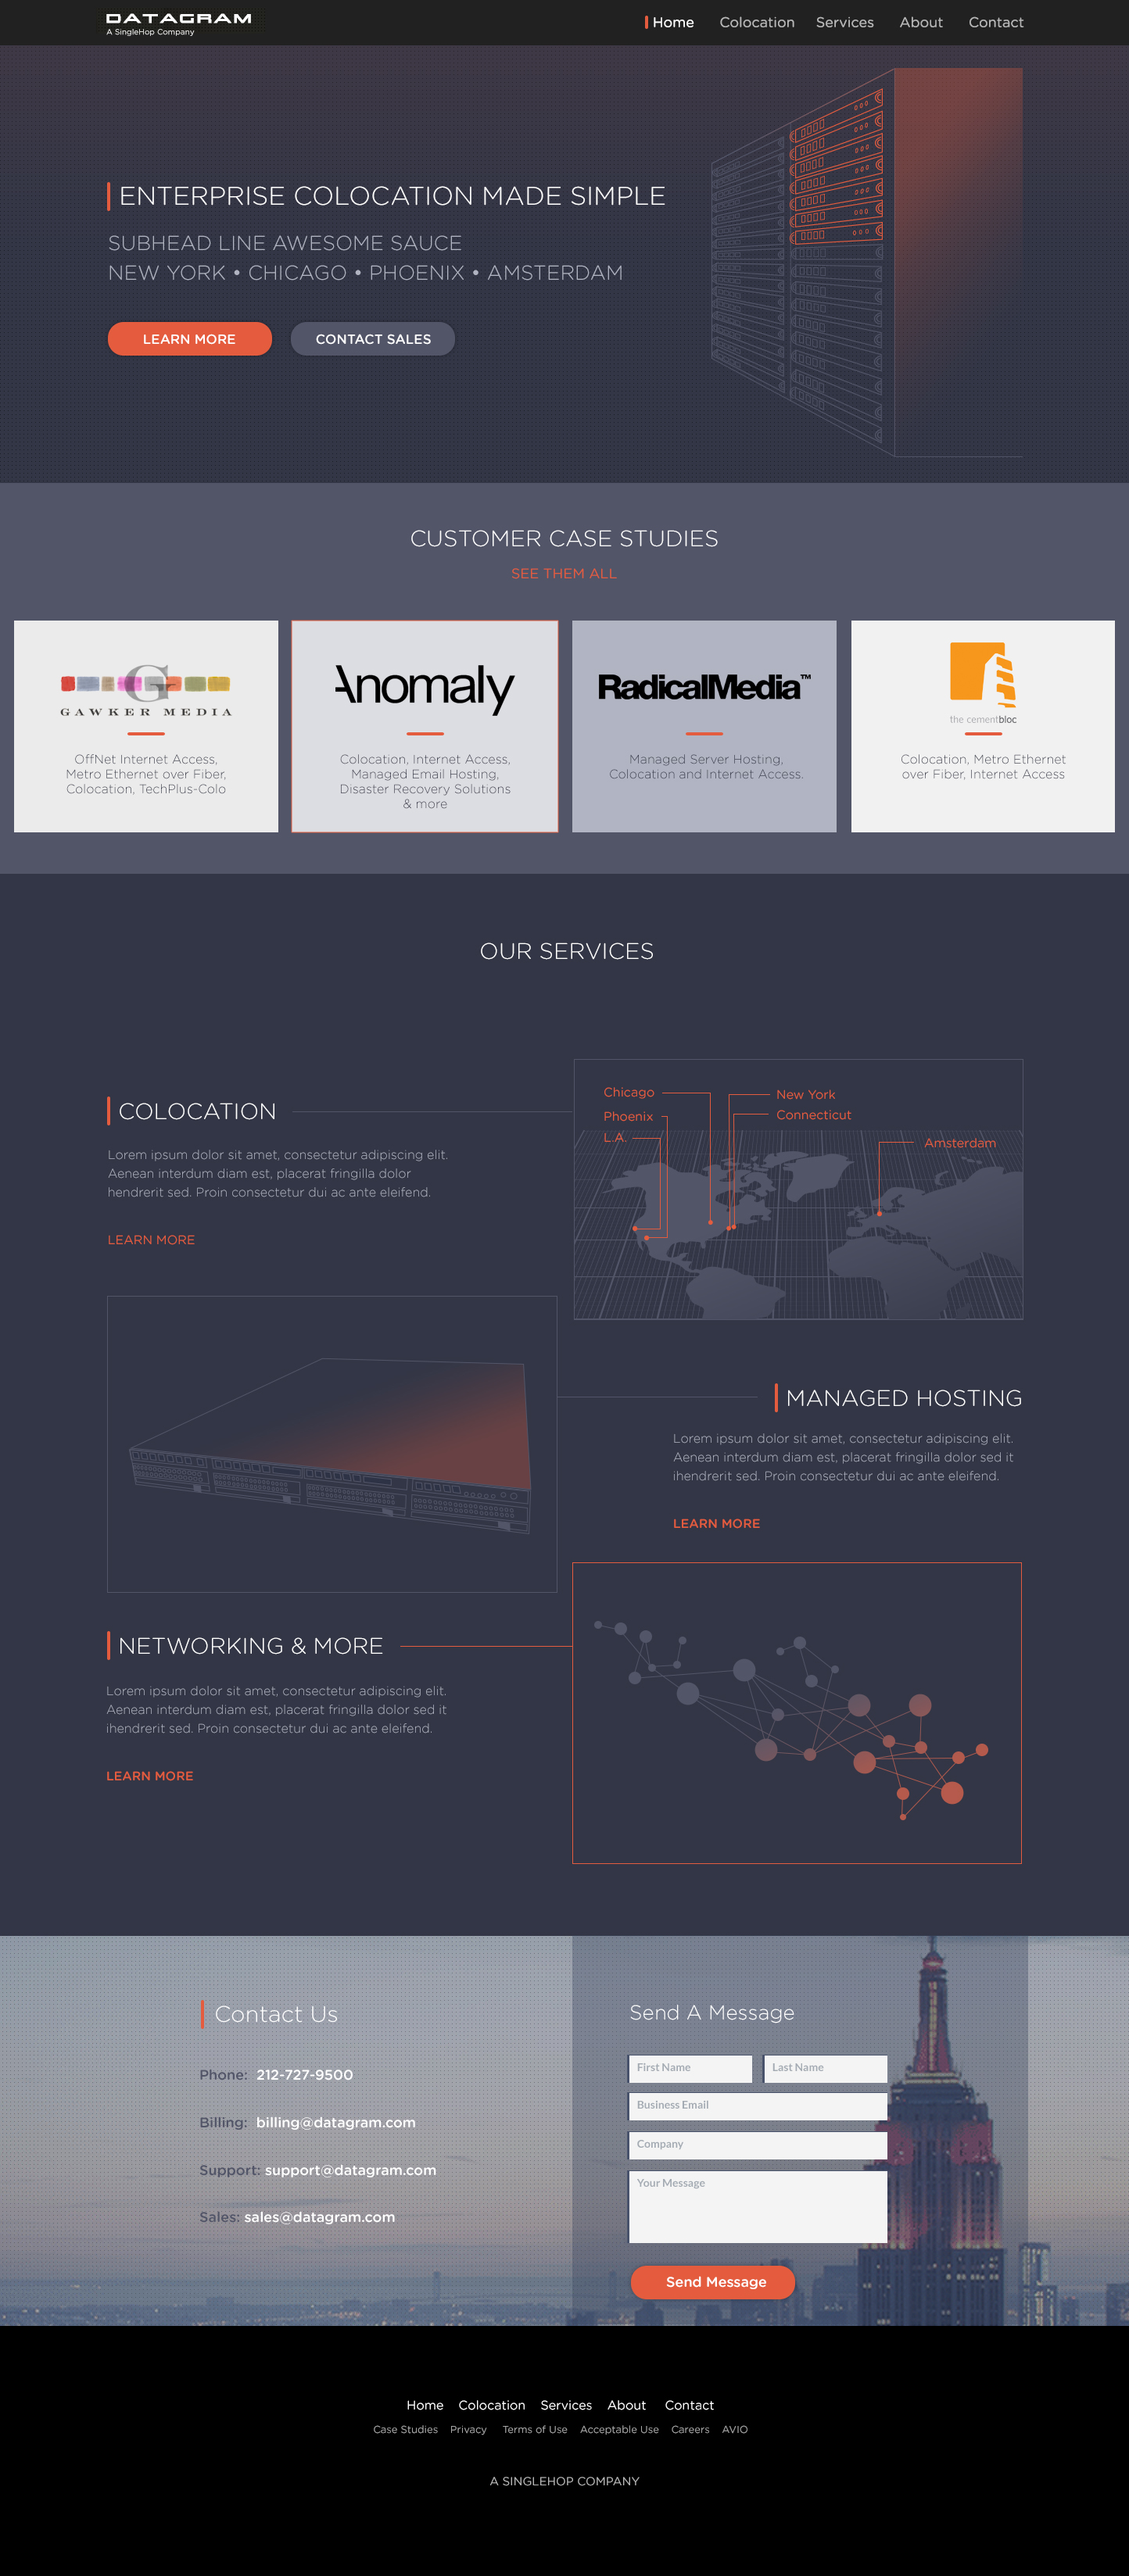 DATAGRAM
A SingleHop Company
Home Colocation Services About Contact
ENTERPRISE COLOCATION MADE SIMPLE
SUBHEAD LINE AWESOME SAUCE
NEW YORK • CHICAGO • PHOENIX • AMSTERDAM
LEARN MORE
CONTACT SALES
CUSTOMER CASE STUDIES
SEE THEM ALL
G
GAWKER MEDIA
OffNet Internet Access,
Metro Ethernet over Fiber,
Colocation, TechPlus-Colo
Anomaly
Colocation, Internet Access,
Managed Email Hosting,
Disaster Recovery Solutions
& more
RadicalMedia™
Managed Server Hosting,
Colocation and Internet Access.
the cementbloc
Colocation, Metro Ethernet
over Fiber, Internet Access
OUR SERVICES
COLOCATION
Lorem ipsum dolor sit amet, consectetur adipiscing elit.
Aenean interdum diam est, placerat fringilla dolor
hendrerit sed. Proin consectetur dui ac ante eleifend.
LEARN MORE
Chicago
Phoenix
L.A.
New York
Connecticut
Amsterdam
MANAGED HOSTING
Lorem ipsum dolor sit amet, consectetur adipiscing elit.
Aenean interdum diam est, placerat fringilla dolor sed it
ihendrerit sed. Proin consectetur dui ac ante eleifend.
LEARN MORE
NETWORKING & MORE
Lorem ipsum dolor sit amet, consectetur adipiscing elit.
Aenean interdum diam est, placerat fringilla dolor sed it
ihendrerit sed. Proin consectetur dui ac ante eleifend.
LEARN MORE
Contact Us
Phone: 212-727-9500
Billing: billing@datagram.com
Support: support@datagram.com
Sales: sales@datagram.com
Send A Message
First Name
Last Name
Business Email
Company
Your Message
Send Message
Home Colocation Services About Contact
Case Studies Privacy Terms of Use Acceptable Use Careers AVIO
A SINGLEHOP COMPANY